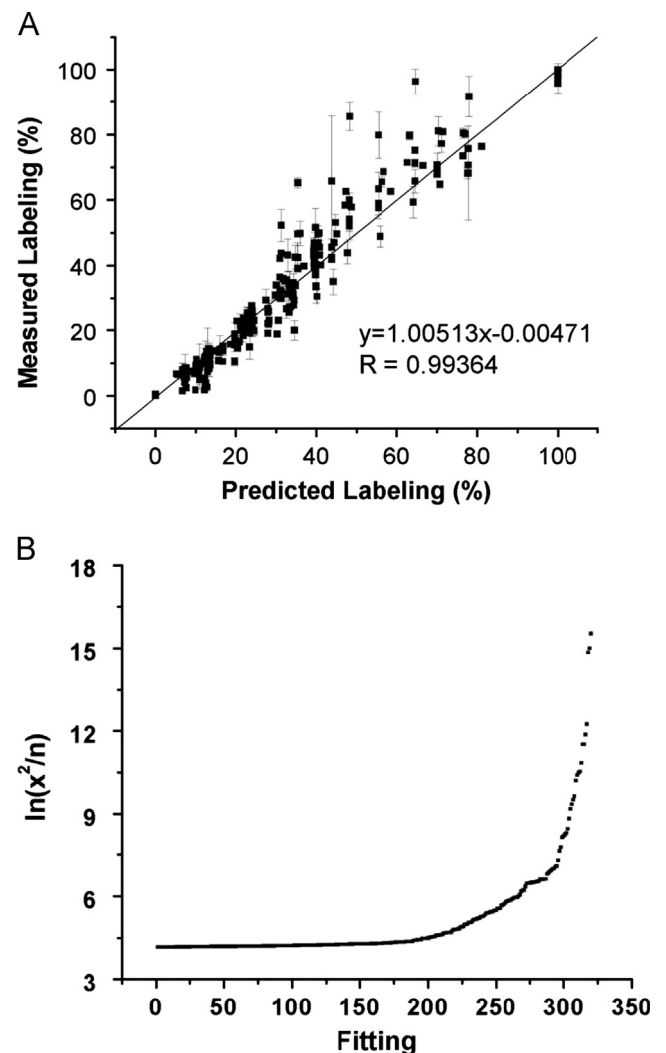 A
Measured Labeling (%)
100
80
60
40
20
0
y=1.00513x-0.00471
R = 0.99364
0 20 40 60 80 100
Predicted Labeling (%)
B
ln(x²/n)
18
15
12
9
6
3
0 50 100 150 200 250 300 350
Fitting